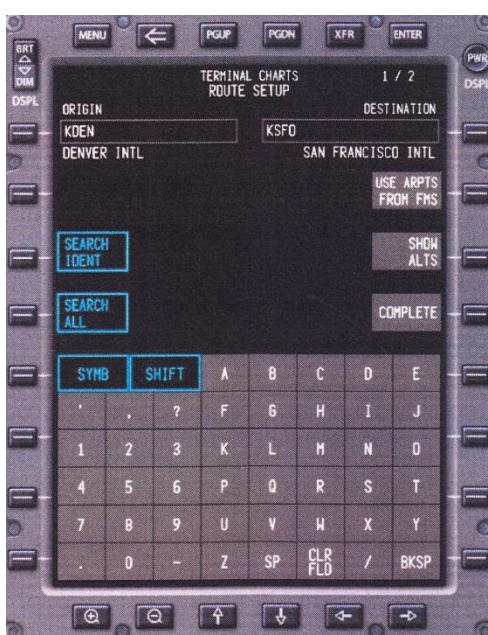 MENU PGUP PGDN XFR ENTER
BRT
DIM
DSPL
PWR
DSPL
TERMINAL CHARTS 1 / 2
ROUTE SETUP
ORIGIN DESTINATION
KDEN KSFO
DENVER INTL SAN FRANCISCO INTL
USE ARPTS
FROM FMS
SEARCH
IDENT
SHOW
ALTS
SEARCH
ALL
COMPLETE
SYMB SHIFT A B C D E
' , ? F G H I J
1 2 3 K L M N O
4 5 6 P Q R S T
7 8 9 U V W X Y
. 0 - Z SP CLR FLD / BKSP